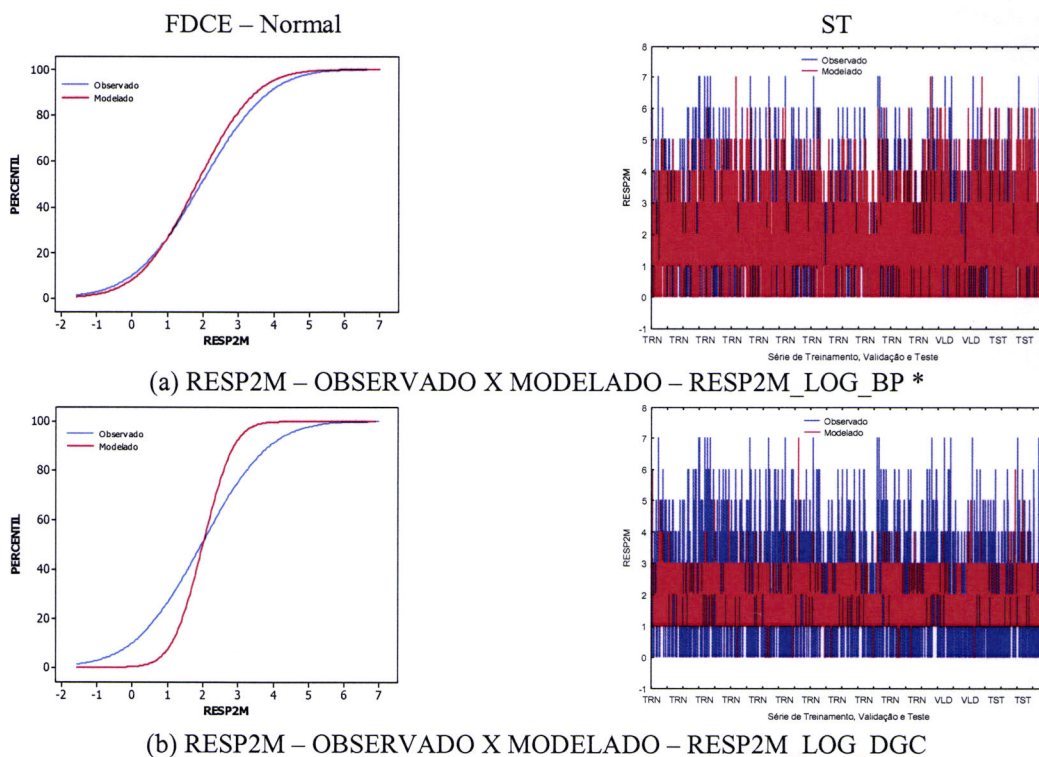 FDCE – Normal
ST
100
80
60
40
20
0
PERCENTIL
Observado
Modelado
-2 -1 0 1 2 3 4 5 6 7
RESP2M
8
7
6
5
4
3
2
1
0
-1
RESP2M
Observado
Modelado
TRN TRN TRN TRN TRN TRN TRN TRN TRN VLD VLD TST TST
Série de Treinamento, Validação e Teste
(a) RESP2M – OBSERVADO X MODELADO – RESP2M_LOG_BP *
100
80
60
40
20
0
PERCENTIL
Observado
Modelado
-2 -1 0 1 2 3 4 5 6 7
RESP2M
8
7
6
5
4
3
2
1
0
-1
RESP2M
Observado
Modelado
TRN TRN TRN TRN TRN TRN TRN TRN TRN VLD VLD TST TST
Série de Treinamento, Validação e Teste
(b) RESP2M – OBSERVADO X MODELADO – RESP2M LOG DGC